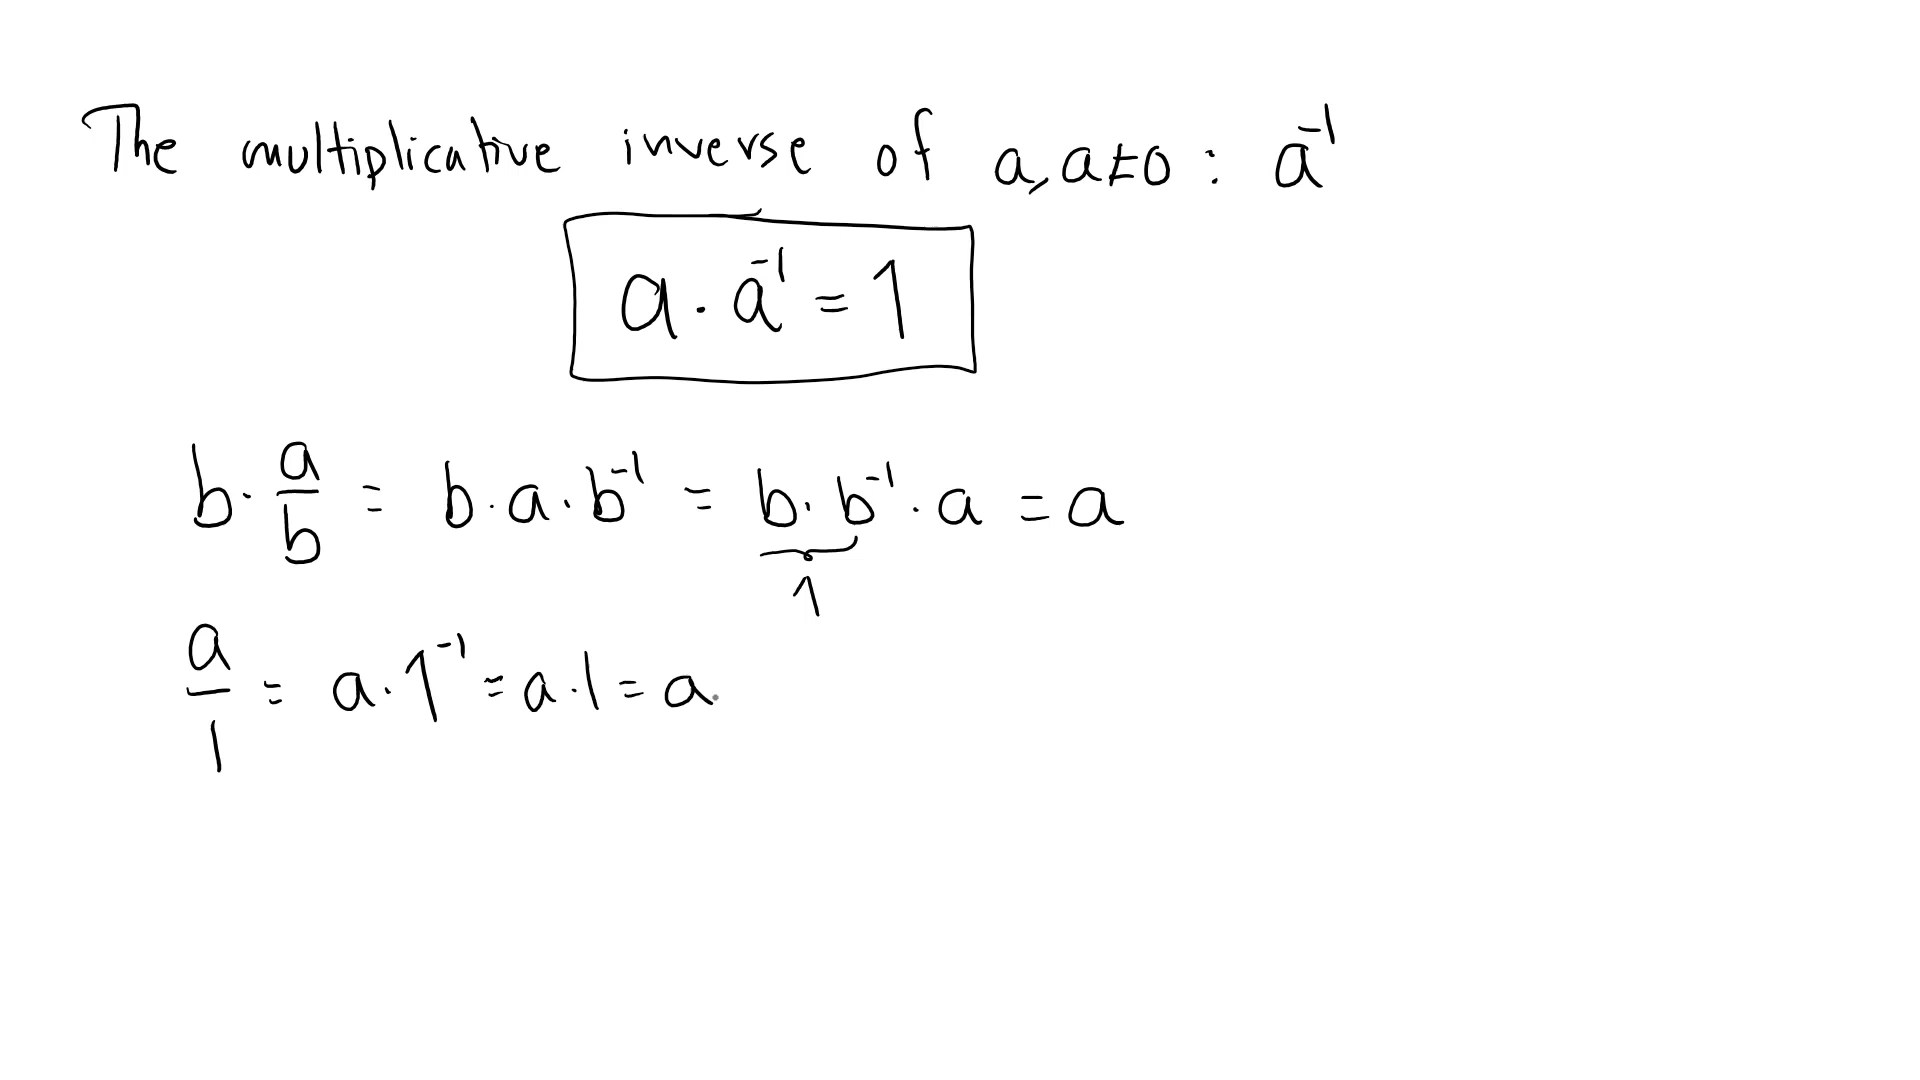 The multiplicative inverse of a, a≠0 : a⁻¹
a · a⁻¹ = 1
b · a/b = b · a · b⁻¹ = b · b⁻¹ · a = a
1
a/1 = a · 1⁻¹ = a · 1 = a